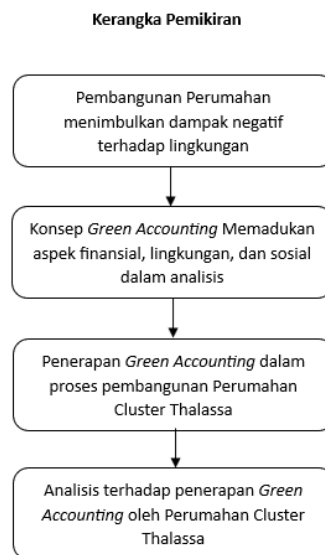 Kerangka Pemikiran
Pembangunan Perumahan
menimbulkan dampak negatif
terhadap lingkungan
Konsep Green Accounting Memadukan
aspek finansial, lingkungan, dan sosial
dalam analisis
Penerapan Green Accounting dalam
proses pembangunan Perumahan
Cluster Thalassa
Analisis terhadap penerapan Green
Accounting oleh Perumahan Cluster
Thalassa